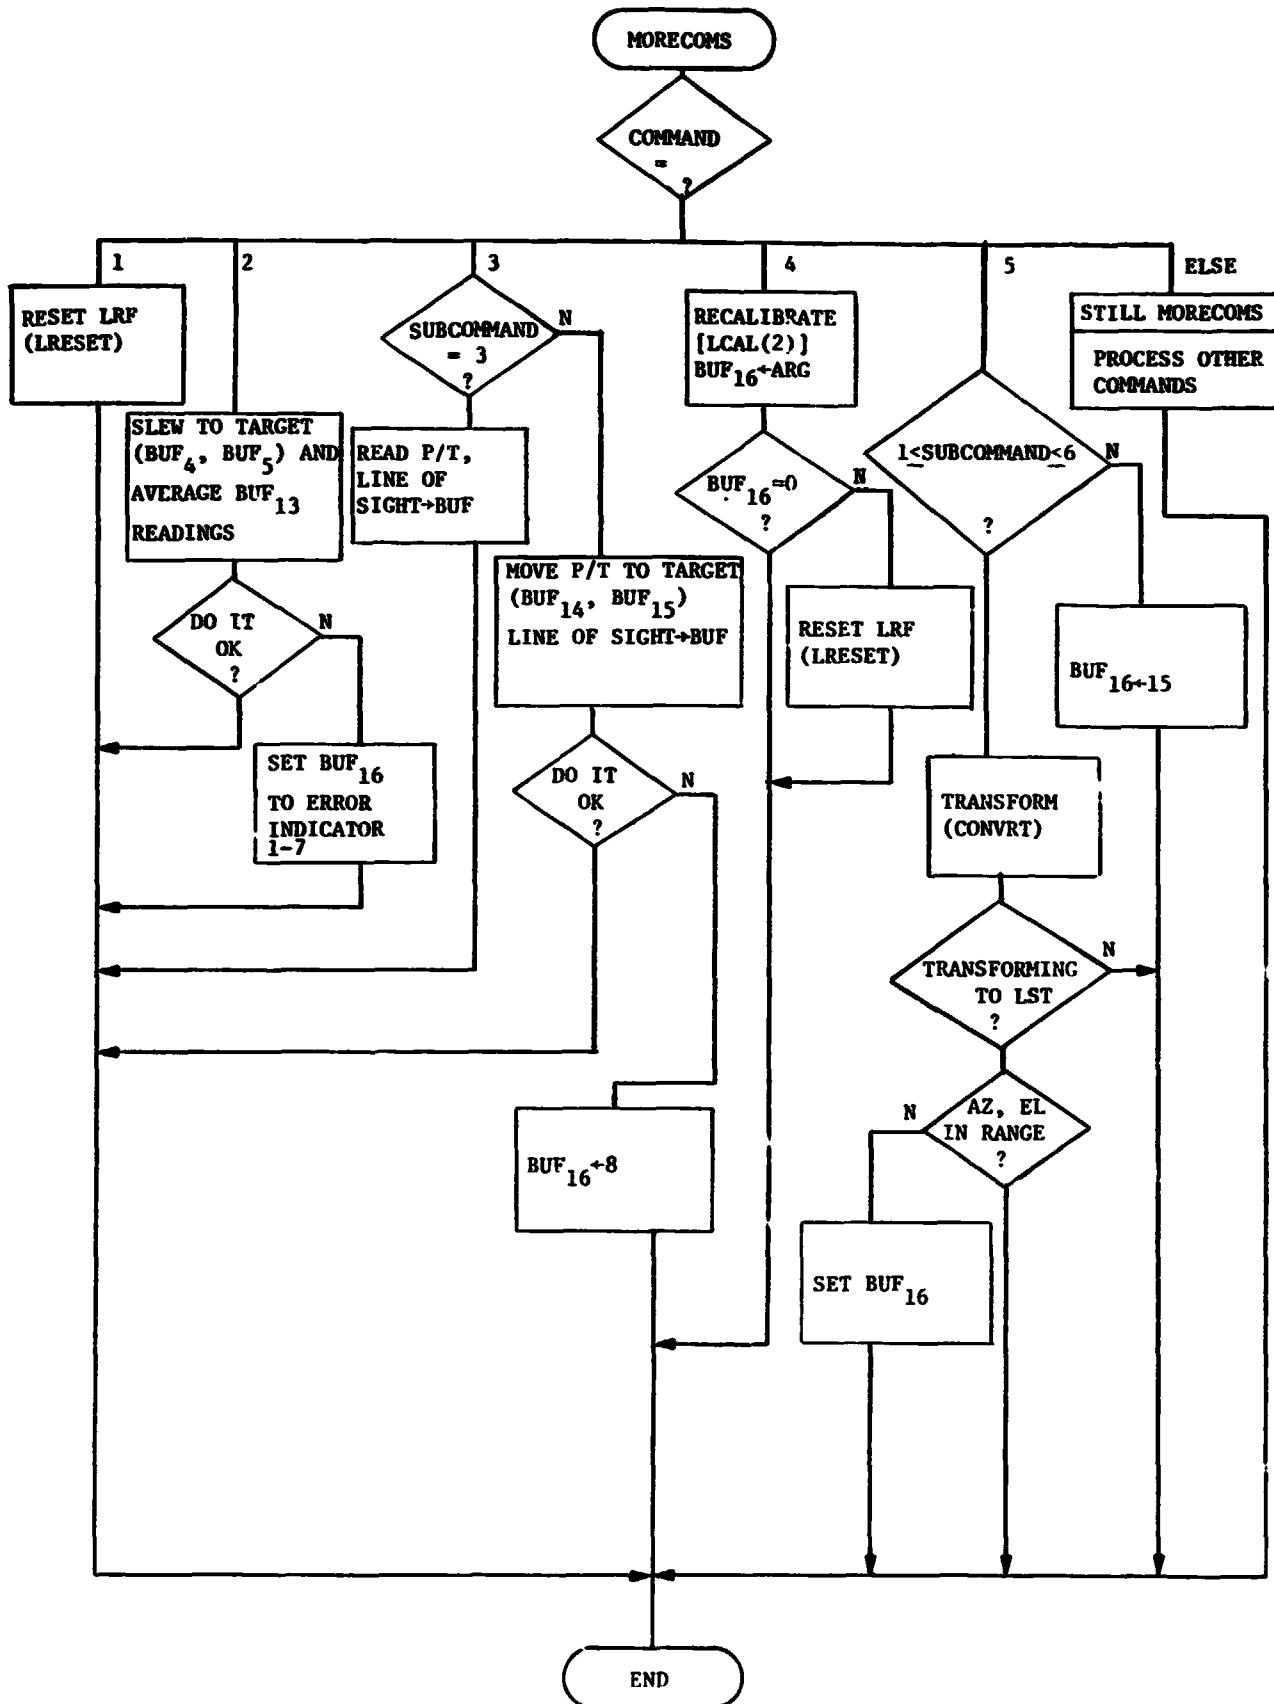 MORECOMS
COMMAND
=
?
1
2
3
4
5
ELSE
RESET LRF
(LRESET)
SLEW TO TARGET
(BUF4, BUF5) AND
AVERAGE BUF13
READINGS
DO IT
OK
?
N
SET BUF16
TO ERROR
INDICATOR
1-7
SUBCOMMAND
= 3
?
N
READ P/T,
LINE OF
SIGHT→BUF
MOVE P/T TO TARGET
(BUF14, BUF15)
LINE OF SIGHT→BUF
DO IT
OK
?
N
BUF16←8
RECALIBRATE
[LCAL(2)]
BUF16←ARG
BUF16=0
?
N
RESET LRF
(LRESET)
1≤SUBCOMMAND≤6
?
N
BUF16←15
TRANSFORM
(CONVRT)
TRANSFORMING
TO LST
?
N
AZ, EL
IN RANGE
?
N
SET BUF16
STILL MORECOMS
PROCESS OTHER
COMMANDS
END